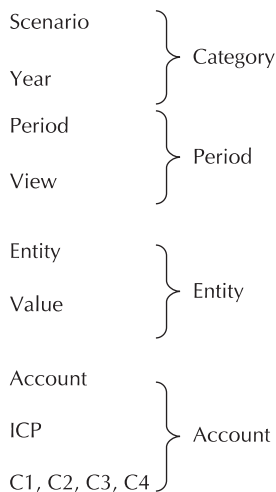 Scenario
Category
Year
Period
Period
View
Entity
Entity
Value
Account
ICP
Account
C1, C2, C3, C4